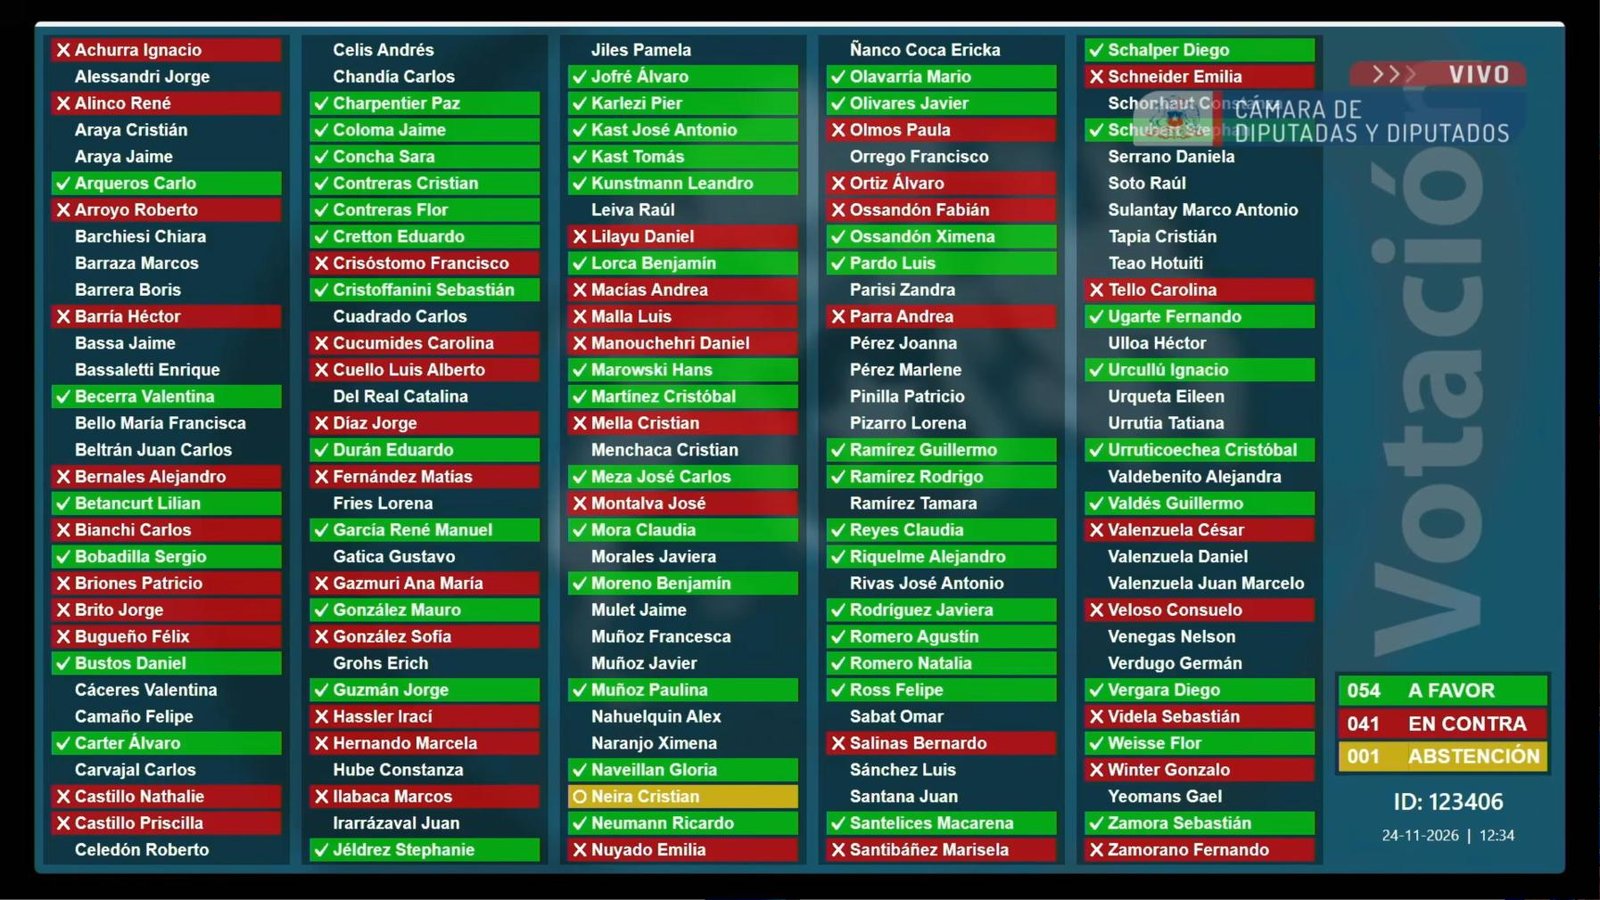 X Achurra Ignacio
Alessandri Jorge
X Alinco René
Araya Cristián
Araya Jaime
✓ Arqueros Carlo
X Arroyo Roberto
Barchiesi Chiara
Barraza Marcos
Barrera Boris
X Barría Héctor
Bassa Jaime
Bassaletti Enrique
✓ Becerra Valentina
Bello María Francisca
Beltrán Juan Carlos
X Bernales Alejandro
✓ Betancurt Lilian
X Bianchi Carlos
✓ Bobadilla Sergio
X Briones Patricio
X Brito Jorge
X Bugueño Félix
✓ Bustos Daniel
Cáceres Valentina
Camaño Felipe
✓ Carter Álvaro
Carvajal Carlos
X Castillo Nathalie
X Castillo Priscilla
Celedón Roberto
Celis Andrés
Chandía Carlos
✓ Charpentier Paz
✓ Coloma Jaime
✓ Concha Sara
✓ Contreras Cristian
✓ Contreras Flor
✓ Cretton Eduardo
X Crisóstomo Francisco
✓ Cristoffanini Sebastián
Cuadrado Carlos
X Cucumides Carolina
X Cuello Luis Alberto
Del Real Catalina
X Díaz Jorge
✓ Durán Eduardo
X Fernández Matías
Fries Lorena
✓ García René Manuel
Gatica Gustavo
X Gazmuri Ana María
✓ González Mauro
X González Sofía
Grohs Erich
✓ Guzmán Jorge
X Hassler Irací
X Hernando Marcela
Hube Constanza
X Ilabaca Marcos
Irarrázaval Juan
✓ Jéldrez Stephanie
Jiles Pamela
✓ Jofré Álvaro
✓ Karlezi Pier
✓ Kast José Antonio
✓ Kast Tomás
✓ Kunstmann Leandro
Leiva Raúl
X Lilayu Daniel
✓ Lorca Benjamín
X Macías Andrea
X Malla Luis
X Manouchehri Daniel
✓ Marowski Hans
✓ Martínez Cristóbal
X Mella Cristian
Menchaca Cristian
✓ Meza José Carlos
X Montalva José
✓ Mora Claudia
Morales Javiera
✓ Moreno Benjamín
Mulet Jaime
Muñoz Francesca
Muñoz Javier
✓ Muñoz Paulina
Nahuelquin Alex
Naranjo Ximena
✓ Naveillan Gloria
O Neira Cristian
✓ Neumann Ricardo
X Nuyado Emilia
Ñanco Coca Ericka
✓ Olavarría Mario
✓ Olivares Javier
X Olmos Paula
Orrego Francisco
X Ortiz Álvaro
X Ossandón Fabián
✓ Ossandón Ximena
✓ Pardo Luis
Parisi Zandra
X Parra Andrea
Pérez Joanna
Pérez Marlene
Pinilla Patricio
Pizarro Lorena
✓ Ramírez Guillermo
✓ Ramírez Rodrigo
Ramírez Tamara
✓ Reyes Claudia
✓ Riquelme Alejandro
Rivas José Antonio
✓ Rodríguez Javiera
✓ Romero Agustín
✓ Romero Natalia
✓ Ross Felipe
Sabat Omar
X Salinas Bernardo
Sánchez Luis
Santana Juan
✓ Santelices Macarena
X Santibáñez Marisela
✓ Schalper Diego
X Schneider Emilia
Schonhaut
✓ Schubert
Serrano Daniela
Soto Raúl
Sulantay Marco Antonio
Tapia Cristián
Teao Hotuiti
X Tello Carolina
✓ Ugarte Fernando
Ulloa Héctor
✓ Urcullú Ignacio
Urqueta Eileen
Urrutia Tatiana
✓ Urruticoechea Cristóbal
Valdebenito Alejandra
✓ Valdés Guillermo
X Valenzuela César
Valenzuela Daniel
Valenzuela Juan Marcelo
X Veloso Consuelo
Venegas Nelson
Verdugo Germán
✓ Vergara Diego
X Videla Sebastián
✓ Weisse Flor
X Winter Gonzalo
Yeomans Gael
✓ Zamora Sebastián
X Zamorano Fernando
>>> VIVO
CÁMARA DE
DIPUTADAS Y DIPUTADOS
Votación
054 A FAVOR
041 EN CONTRA
001 ABSTENCIÓN
ID: 123406
24-11-2026 | 12:34